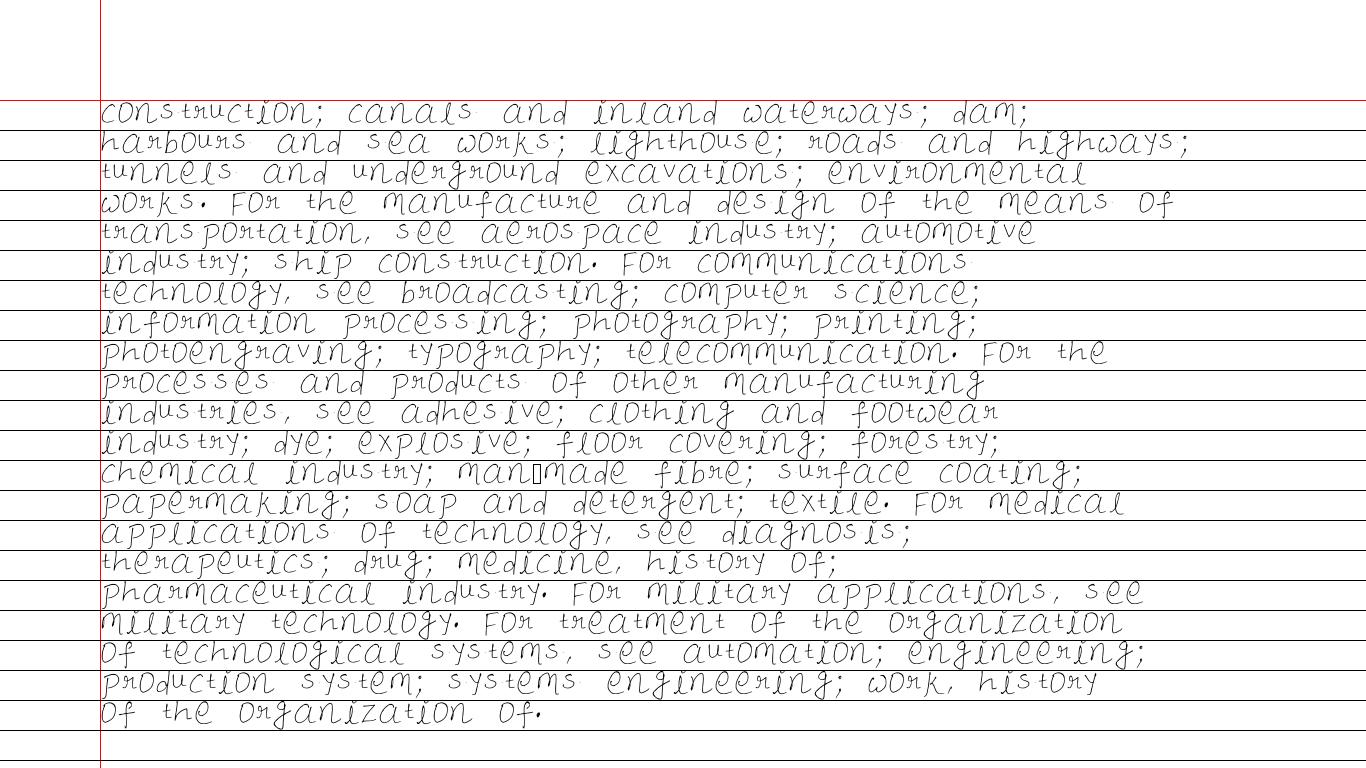 construction; canals and inland waterways; dam;
harbours and sea works; lighthouse; roads and highways;
tunnels and underground excavations; environmental
works. For the manufacture and design of the means of
transportation, see aerospace industry; automotive
industry; ship construction. For communications
technology, see broadcasting; computer science;
information processing; photography; printing;
photoengraving; typography; telecommunication. For the
processes and products of other manufacturing
industries, see adhesive; clothing and footwear
industry; dye; explosive; floor covering; forestry;
chemical industry; man▯made fibre; surface coating;
papermaking; soap and detergent; textile. For medical
applications of technology, see diagnosis;
therapeutics; drug; medicine, history of;
pharmaceutical industry. For military applications, see
military technology. For treatment of the organization
of technological systems, see automation; engineering;
production system; systems engineering; work, history
of the organization of.